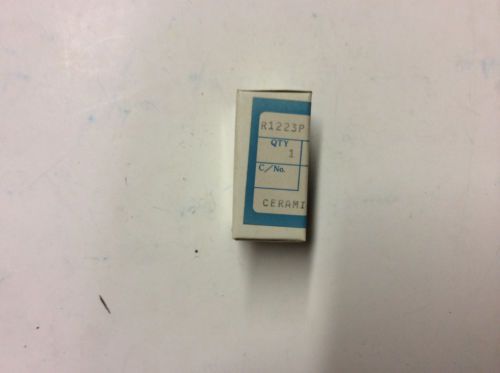 R1223P
QTY
1
C/No.
CERAMI